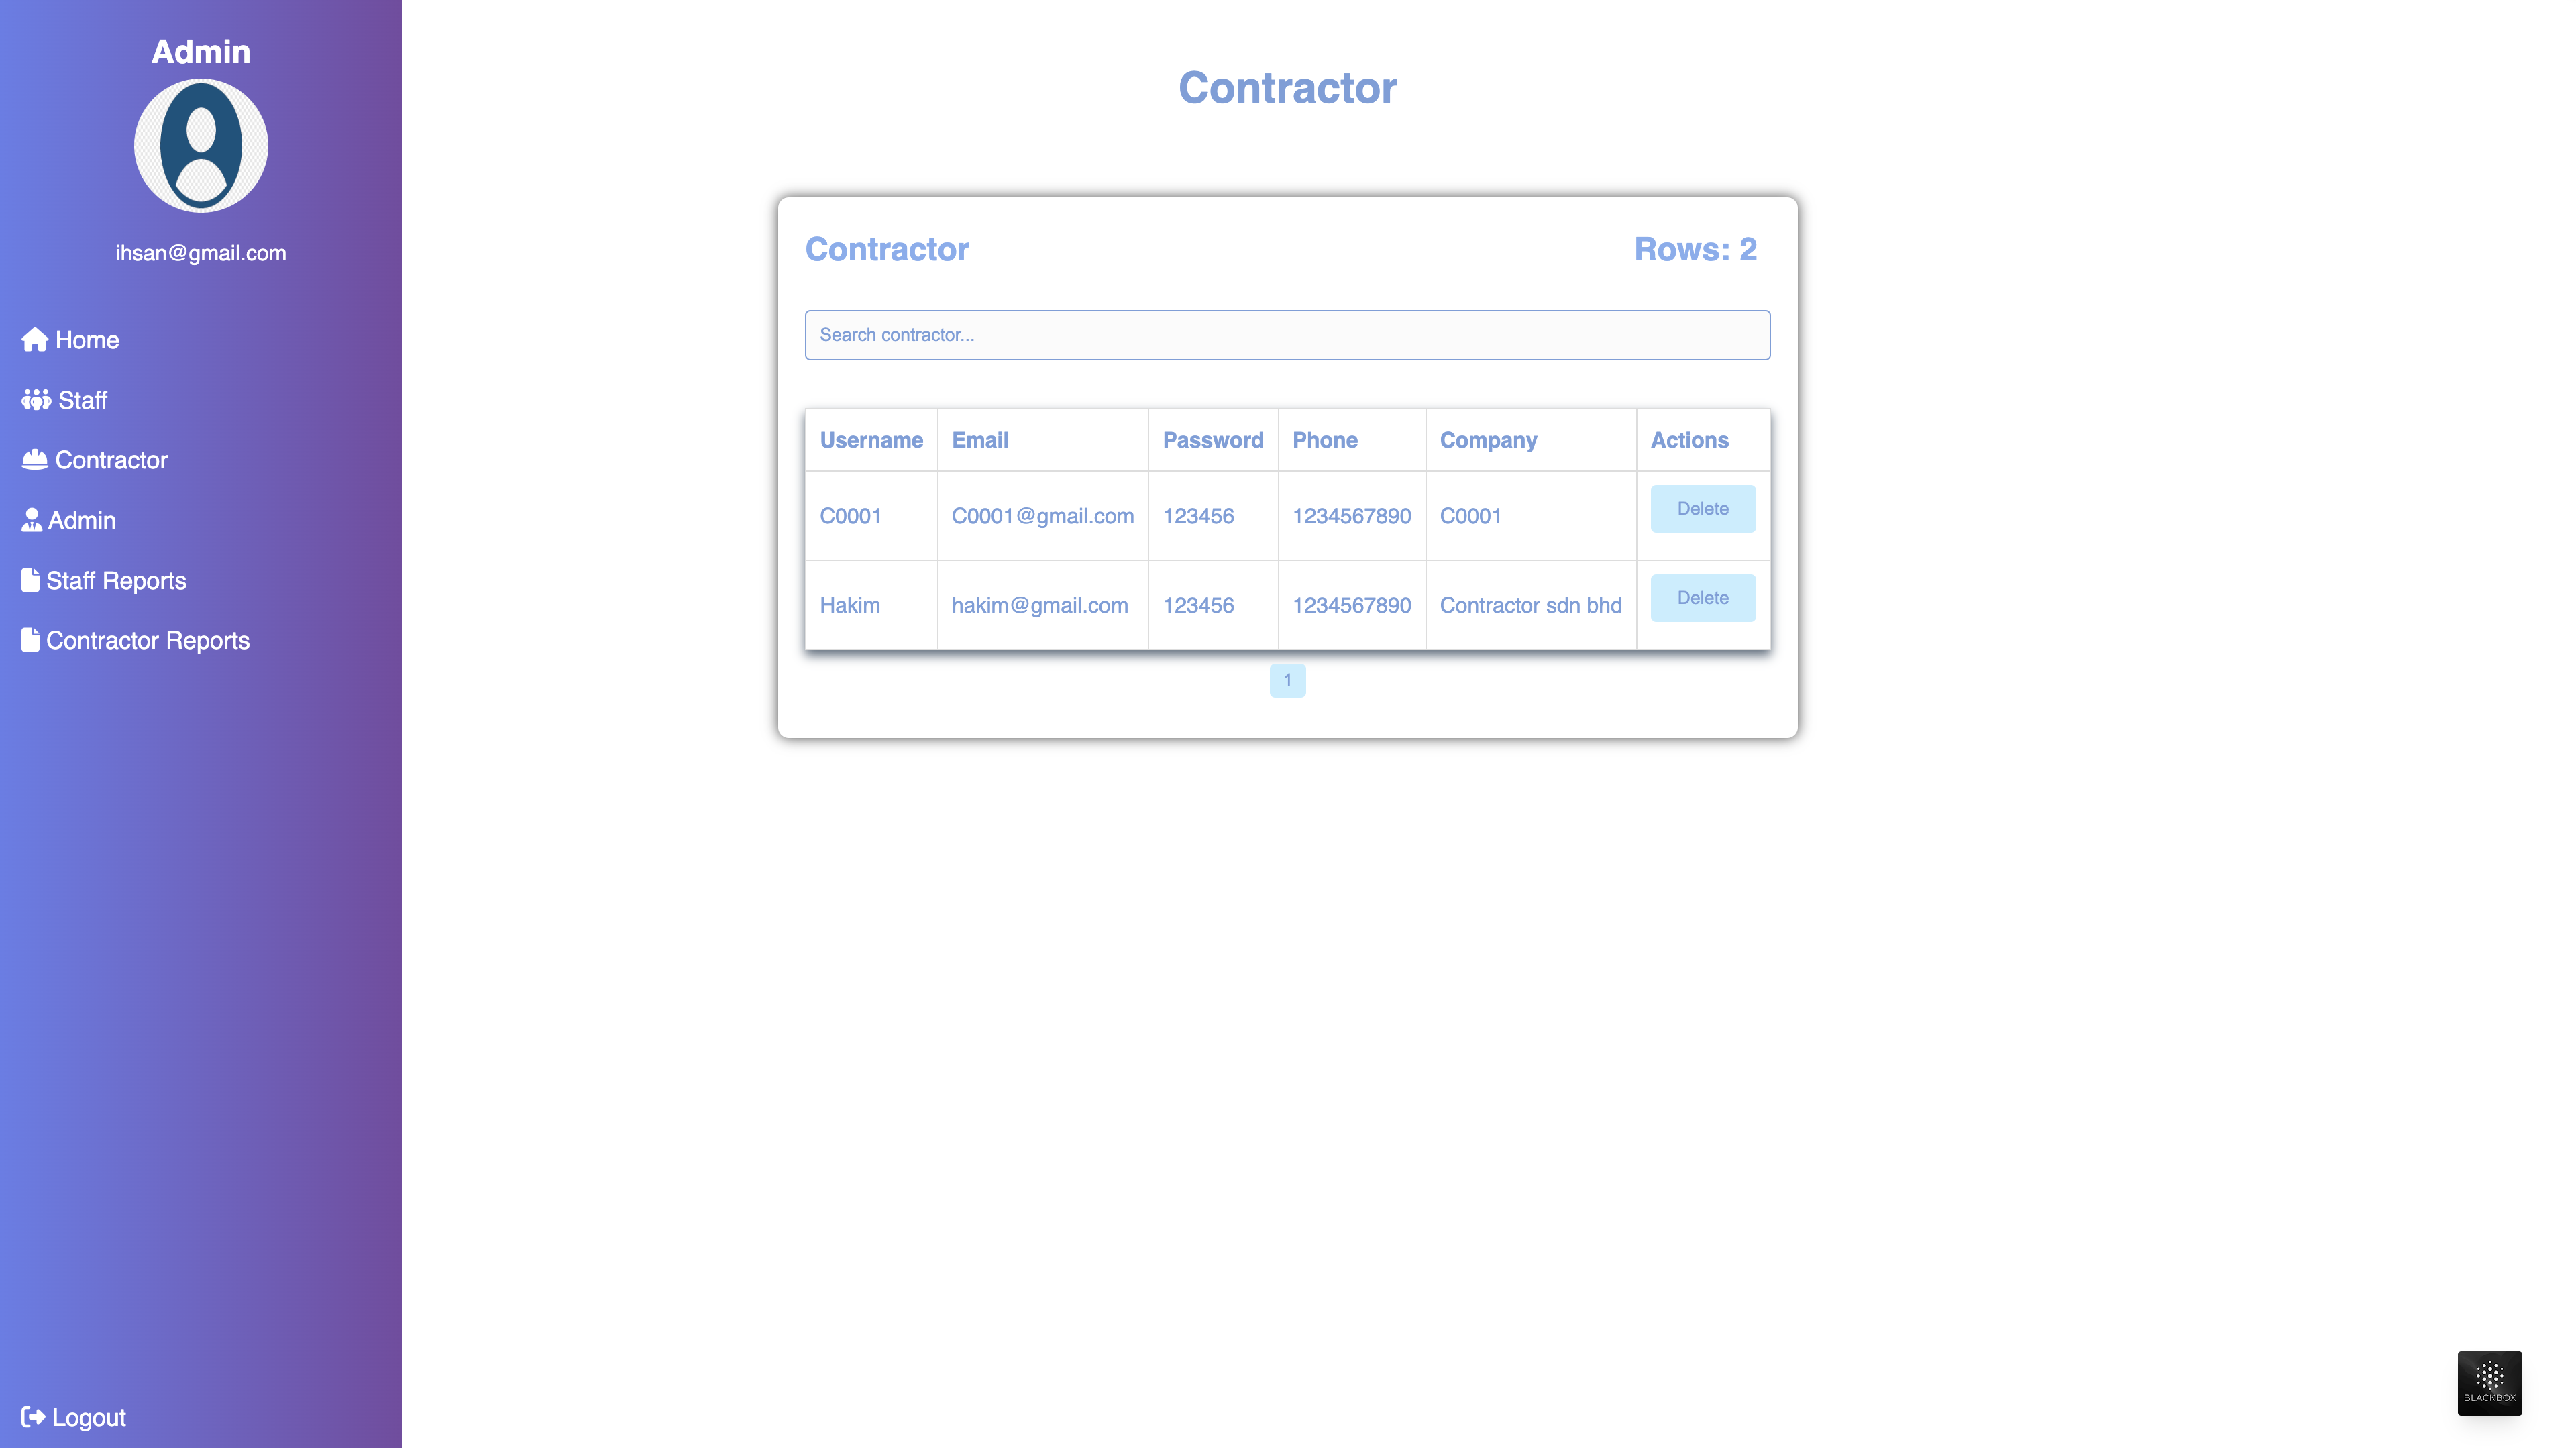 Admin
ihsan@gmail.com
Home
Staff
Contractor
Admin
Staff Reports
Contractor Reports
Logout
Contractor
Contractor Rows: 2
Search contractor...
Username Email Password Phone Company Actions
C0001 C0001@gmail.com 123456 1234567890 C0001 Delete
Hakim hakim@gmail.com 123456 1234567890 Contractor sdn bhd Delete
1
BLACKBOX